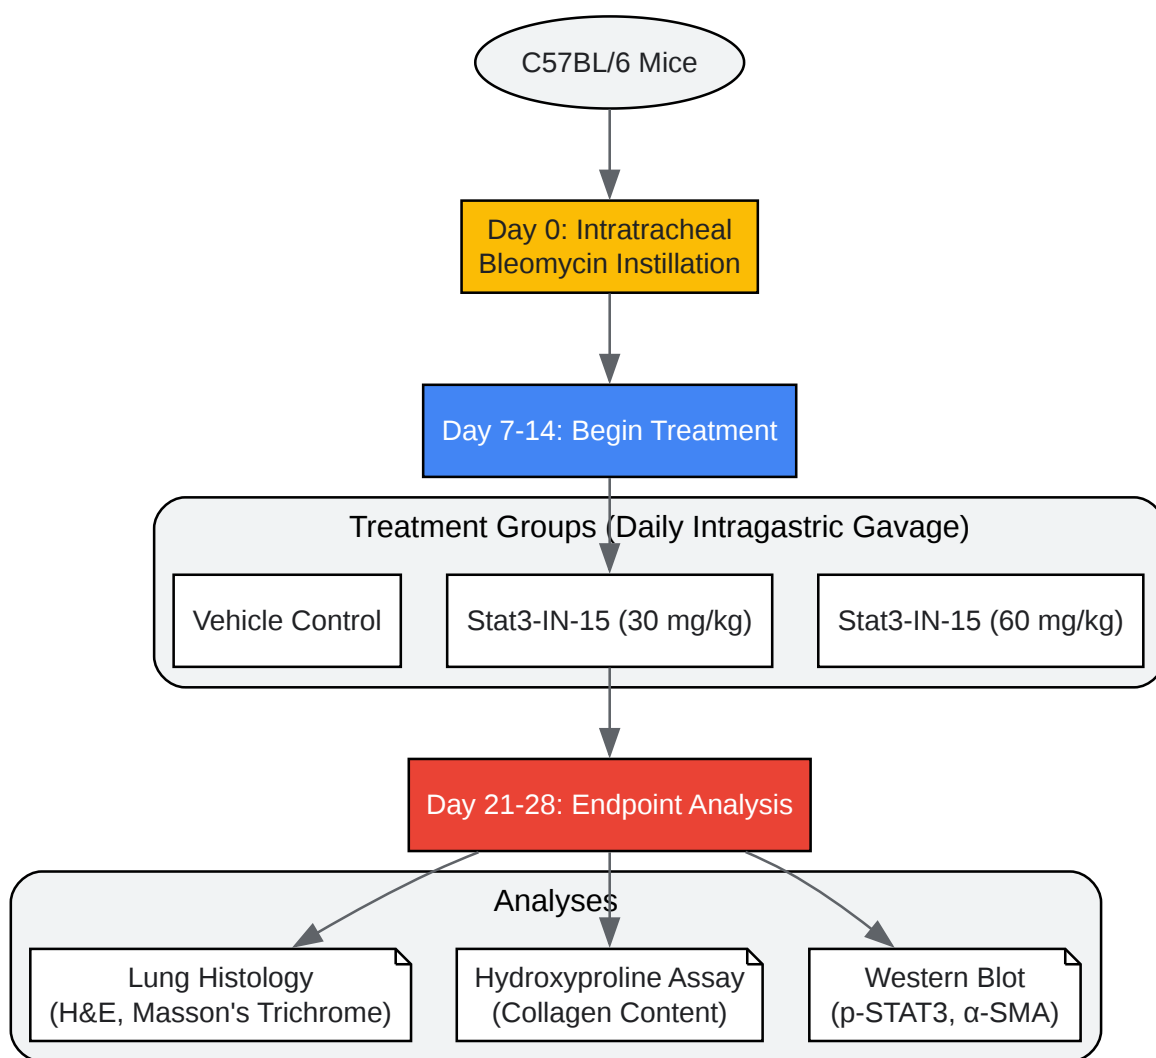 C57BL/6 Mice
Day 0: Intratracheal
Bleomycin Instillation
Day 7-14: Begin Treatment
Treatment Groups (Daily Intragastric Gavage)
Vehicle Control
Stat3-IN-15 (30 mg/kg)
Stat3-IN-15 (60 mg/kg)
Day 21-28: Endpoint Analysis
Analyses
Lung Histology
(H&E, Masson's Trichrome)
Hydroxyproline Assay
(Collagen Content)
Western Blot
(p-STAT3, α-SMA)